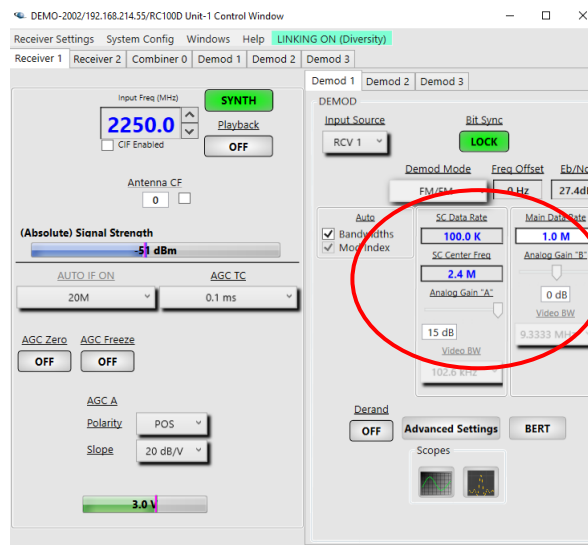 DEMO-2002/192.168.214.55/RC100D Unit-1 Control Window
Receiver Settings System Config Windows Help LINKING ON (Diversity)
Receiver 1 Receiver 2 Combiner 0 Demod 1 Demod 2 Demod 3
Demod 1 Demod 2 Demod 3
Input Freq (MHz)
2250.0
CIF Enabled
SYNTH
Playback
OFF
Antenna CF
0
(Absolute) Signal Strength
-51 dBm
AUTO IF ON AGC TC
20M 0.1 ms
AGC Zero AGC Freeze
OFF OFF
AGC A
Polarity POS
Slope 20 dB/V
3.0 V
DEMOD
Input Source Bit Sync
RCV 1 LOCK
Demod Mode Freq Offset Eb/No
FM/FM 0 Hz 27.4dB
Auto
Bandwidths
Mod Index
SC Data Rate
100.0 K
SC Center Freq
2.4 M
Analog Gain "A"
15 dB
Video BW
102.6 kHz
Main Data Rate
1.0 M
Analog Gain "B"
0 dB
Video BW
9.3333 MHz
Derand
OFF Advanced Settings BERT
Scopes